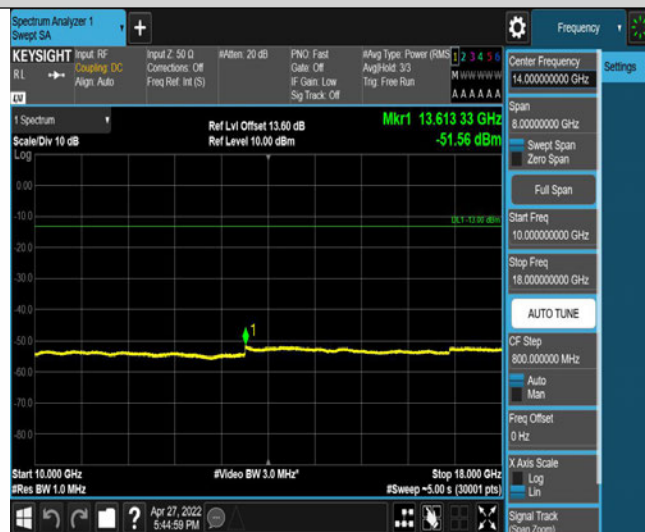 Spectrum Analyzer 1
Swept SA
Frequency
KEYSIGHT
RL
Input: RF
Coupling: DC
Align: Auto
Input Z: 50 Ω
Corrections: Off
Freq Ref: Int (S)
#Atten: 20 dB
PNO: Fast
Gate: Off
IF Gain: Low
Sig Track: Off
#Avg Type: Power (RMS
Avg|Hold: 3/3
Trig: Free Run
1 2 3 4 5 6
M W W W W W
A A A A A A
LXI
1 Spectrum
Scale/Div 10 dB
Ref Lvl Offset 13.60 dB
Ref Level 10.00 dBm
Mkr1 13.613 33 GHz
-51.56 dBm
Log
0.00
-10.0
DL1 -13.00 dBm
-20.0
-30.0
-40.0
-50.0
1
-60.0
-70.0
-80.0
Start 10.000 GHz
#Res BW 1.0 MHz
#Video BW 3.0 MHz*
Stop 18.000 GHz
#Sweep ~5.00 s (30001 pts)
Center Frequency
14.000000000 GHz
Settings
Span
8.00000000 GHz
Swept Span
Zero Span
Full Span
Start Freq
10.000000000 GHz
Stop Freq
18.000000000 GHz
AUTO TUNE
CF Step
800.000000 MHz
Auto
Man
Freq Offset
0 Hz
X Axis Scale
Log
Lin
Signal Track
(Span Zoom)
?
Apr 27, 2022
5:44:59 PM